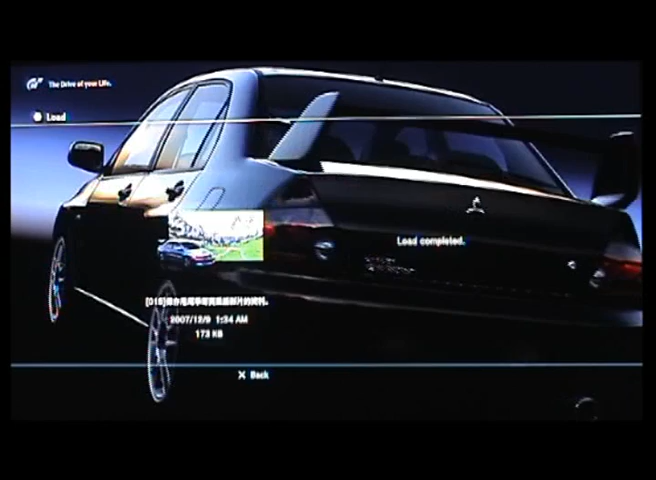 The Drive of your Life.
Load
Load completed.
2007/12/9 1:34 AM
173 KB
Back